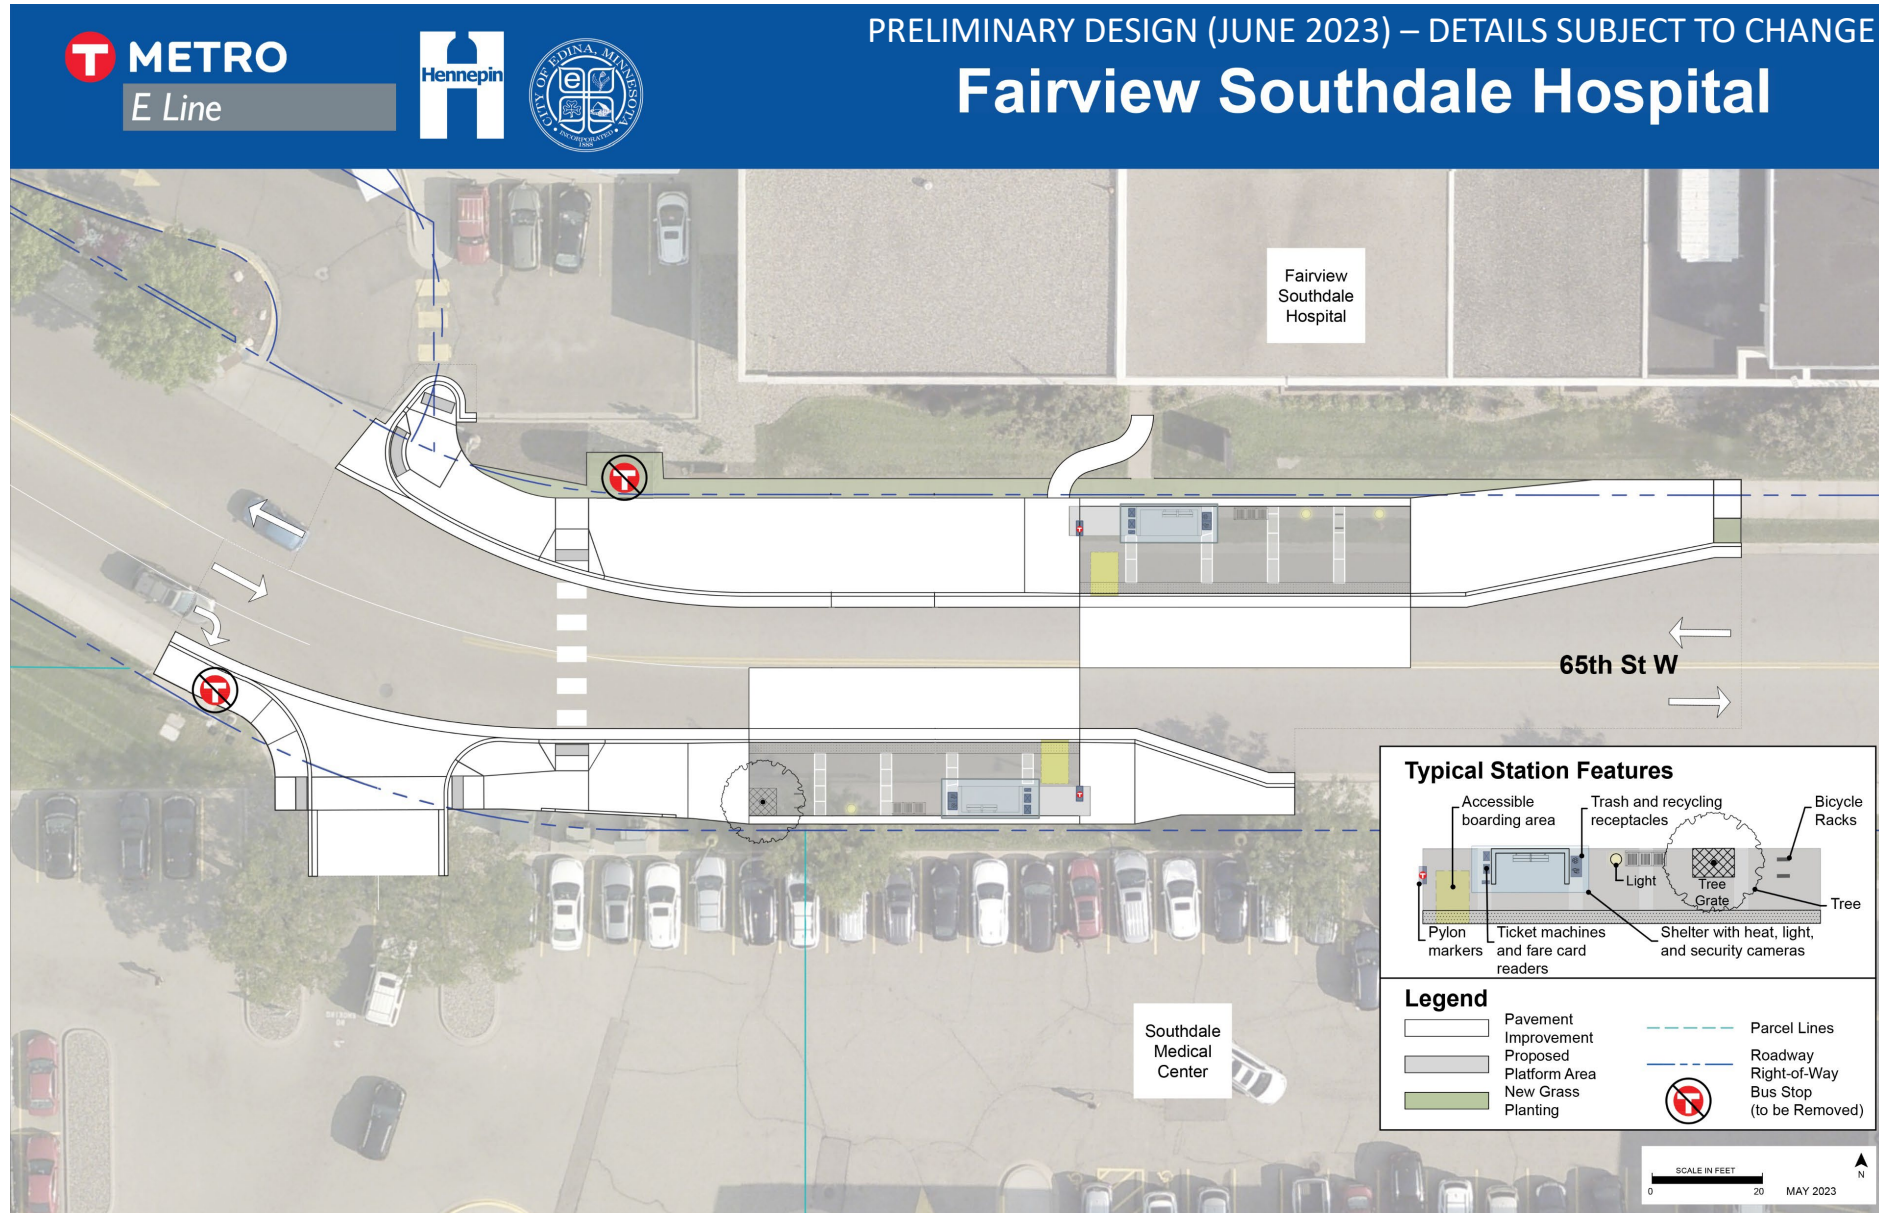 PRELIMINARY DESIGN (JUNE 2023) – DETAILS SUBJECT TO CHANGE
T METRO
E Line
Hennepin
CITY OF EDINA, MINNESOTA
e
INCORPORATED
1888
Fairview Southdale Hospital
Fairview
Southdale
Hospital
T
T
T
T
65th St W
Southdale
Medical
Center
Typical Station Features
Accessible
boarding area
Trash and recycling
receptacles
Bicycle
Racks
Light
Tree
Grate
Tree
T
Pylon
markers
Ticket machines
and fare card
readers
Shelter with heat, light,
and security cameras
Legend
Pavement
Improvement
Proposed
Platform Area
New Grass
Planting
Parcel Lines
Roadway
Right-of-Way
T
Bus Stop
(to be Removed)
SCALE IN FEET
0
20
MAY 2023
N